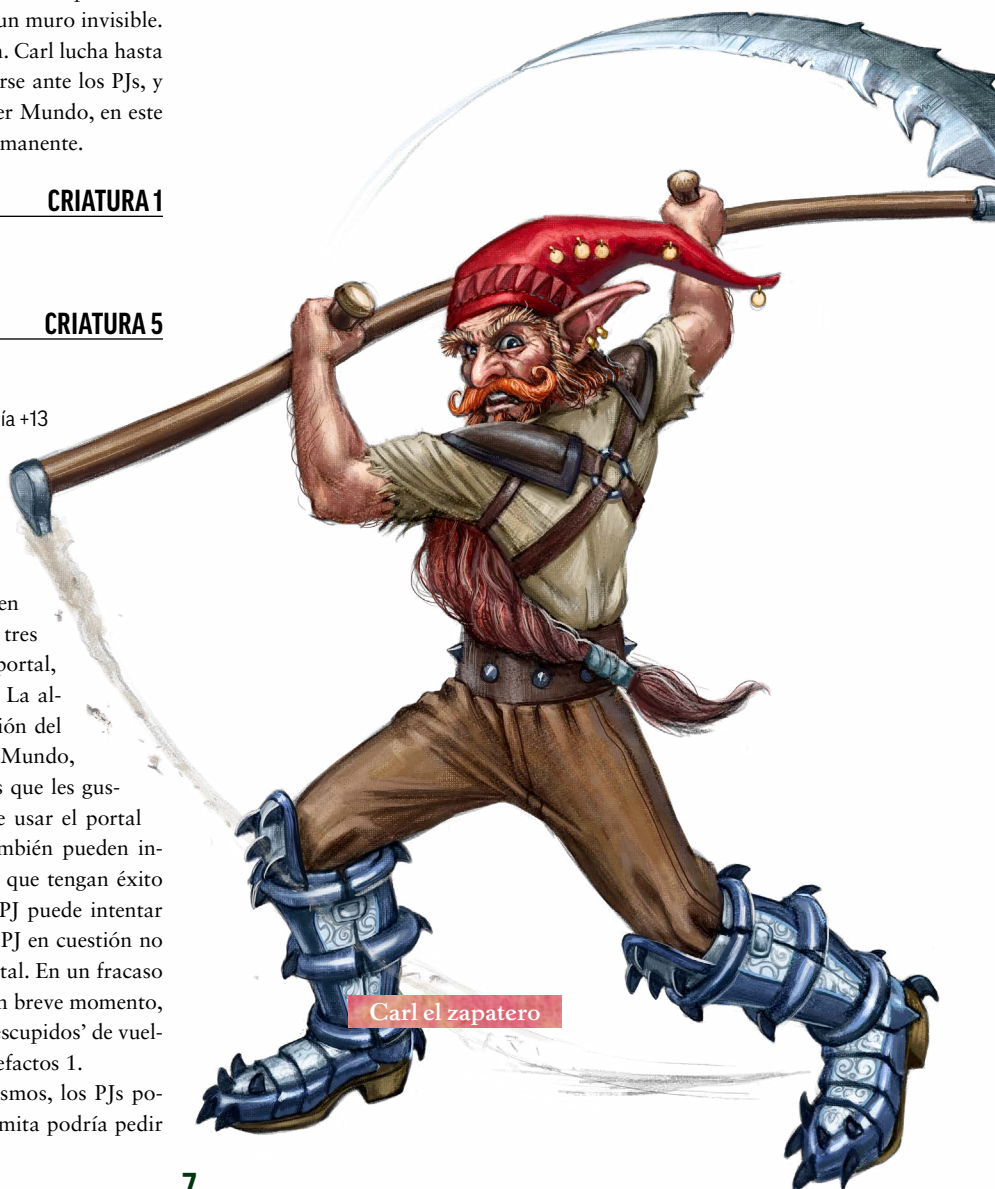 un muro invisible.
. Carl lucha hasta
rse ante los PJs, y
er Mundo, en este
manente.
CRIATURA 1
CRIATURA 5
ía +13
en
tres
portal,
La al-
ión del
Mundo,
s que les gus-
e usar el portal
mbién pueden in-
que tengan éxito
PJ puede intentar
PJ en cuestión no
tal. En un fracaso
n breve momento,
escupidos’ de vuel-
efactos 1.
smos, los PJs po-
mita podría pedir
Carl el zapatero
7